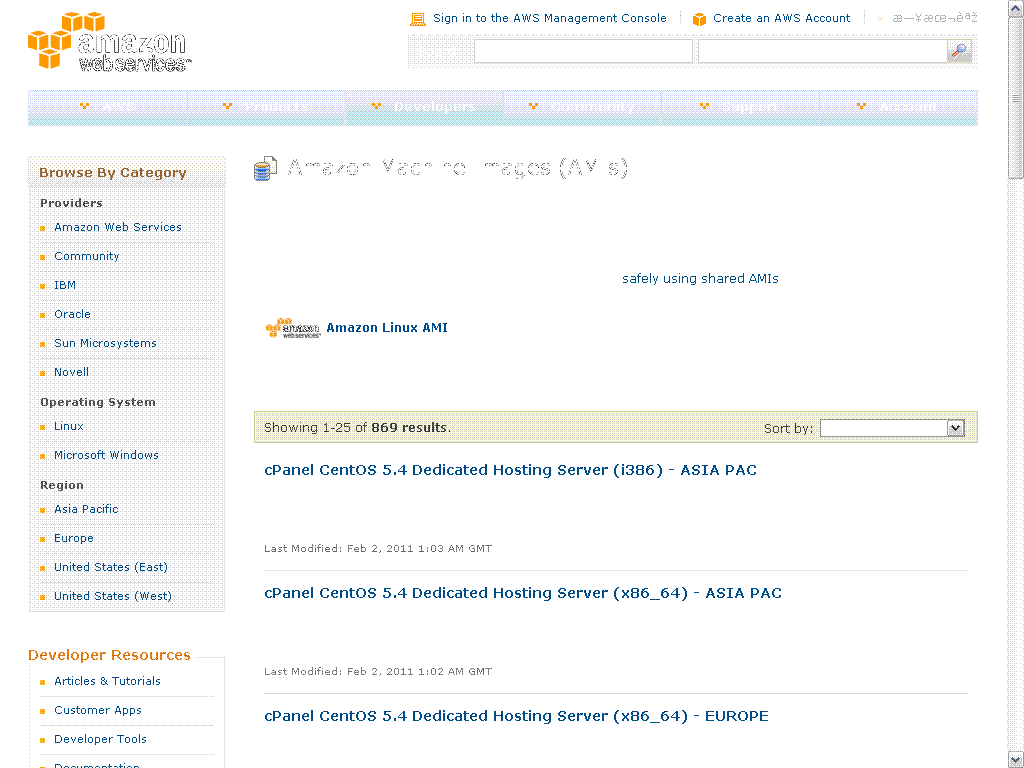 amazon
web services™
Sign in to the AWS Management Console
Create an AWS Account
AWS
Products
Developers
Community
Support
Account
Browse By Category
Providers
Amazon Web Services
Community
IBM
Oracle
Sun Microsystems
Novell
Operating System
Linux
Microsoft Windows
Region
Asia Pacific
Europe
United States (East)
United States (West)
Developer Resources
Articles & Tutorials
Customer Apps
Developer Tools
Documentation
Amazon Machine Images (AMIs)
safely using shared AMIs
amazon
web services
Amazon Linux AMI
Showing 1-25 of 869 results.
Sort by:
cPanel CentOS 5.4 Dedicated Hosting Server (i386) - ASIA PAC
Last Modified: Feb 2, 2011 1:03 AM GMT
cPanel CentOS 5.4 Dedicated Hosting Server (x86_64) - ASIA PAC
Last Modified: Feb 2, 2011 1:02 AM GMT
cPanel CentOS 5.4 Dedicated Hosting Server (x86_64) - EUROPE